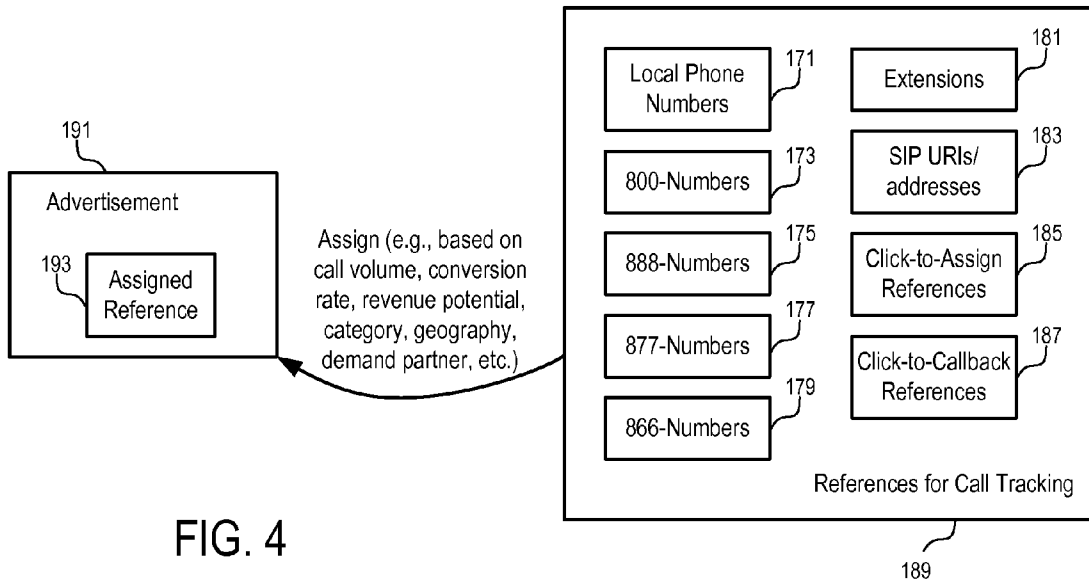 191
Advertisement
193
Assigned
Reference
Assign (e.g., based on
call volume, conversion
rate, revenue potential,
category, geography,
demand partner, etc.)
Local Phone
Numbers
171
800-Numbers
173
888-Numbers
175
877-Numbers
177
866-Numbers
179
Extensions
181
SIP URIs/
addresses
183
Click-to-Assign
References
185
Click-to-Callback
References
187
References for Call Tracking
189
FIG. 4